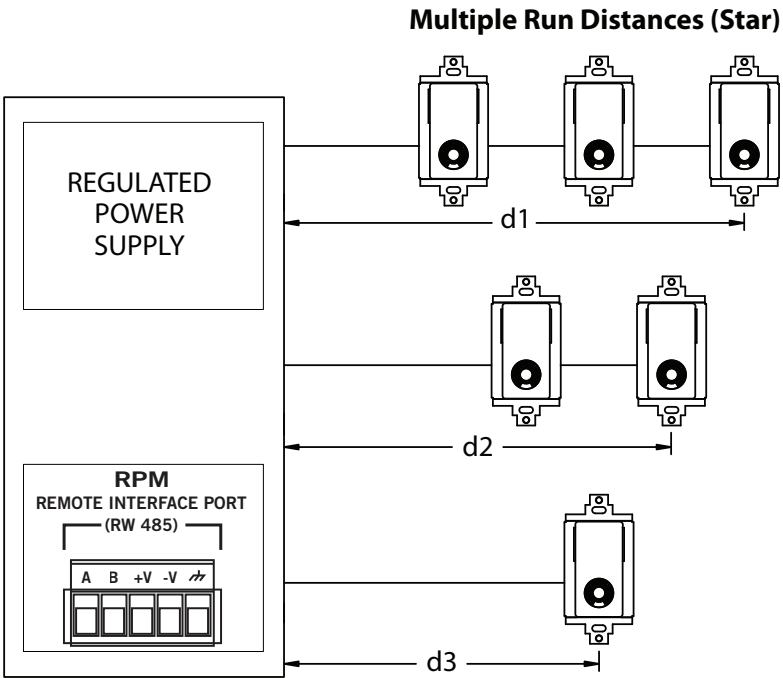 Multiple Run Distances (Star)
REGULATED
POWER
SUPPLY
d1
d2
RPM
REMOTE INTERFACE PORT
(RW 485)
A B +V -V
d3